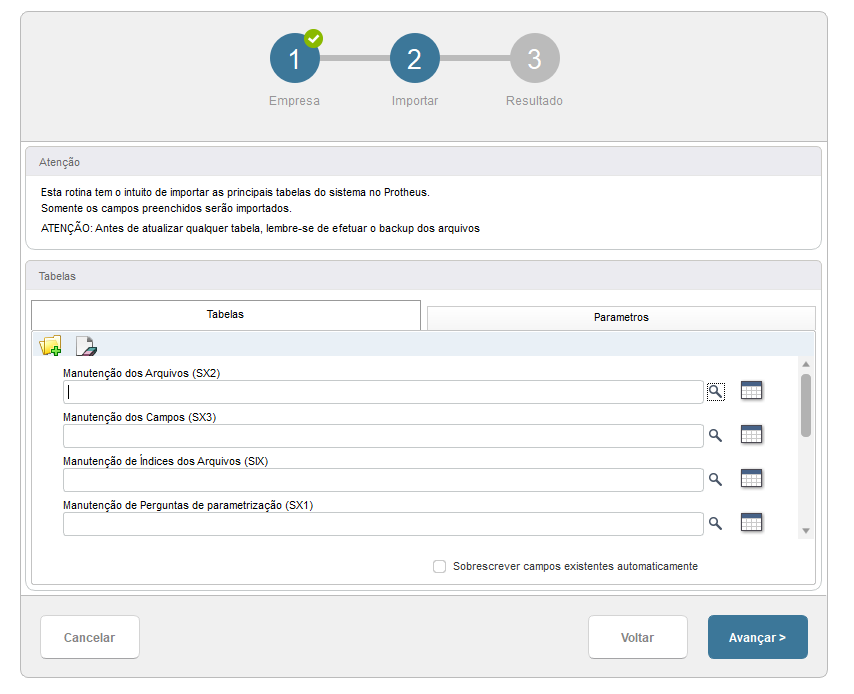 1
2
3
Empresa
Importar
Resultado
Atenção
Esta rotina tem o intuito de importar as principais tabelas do sistema no Protheus.
Somente os campos preenchidos serão importados.
ATENÇÃO: Antes de atualizar qualquer tabela, lembre-se de efetuar o backup dos arquivos
Tabelas
Tabelas
Parametros
Manutenção dos Arquivos (SX2)
Manutenção dos Campos (SX3)
Manutenção de Índices dos Arquivos (SIX)
Manutenção de Perguntas de parametrização (SX1)
Sobrescrever campos existentes automaticamente
Cancelar
Voltar
Avançar >